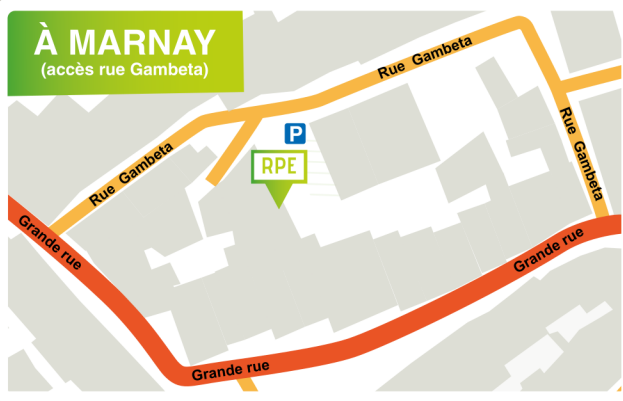 À MARNAY
(accès rue Gambeta)
Rue Gambeta
P
RPE
Rue Gambeta
Rue Gambeta
Grande rue
Grande rue
Grande rue